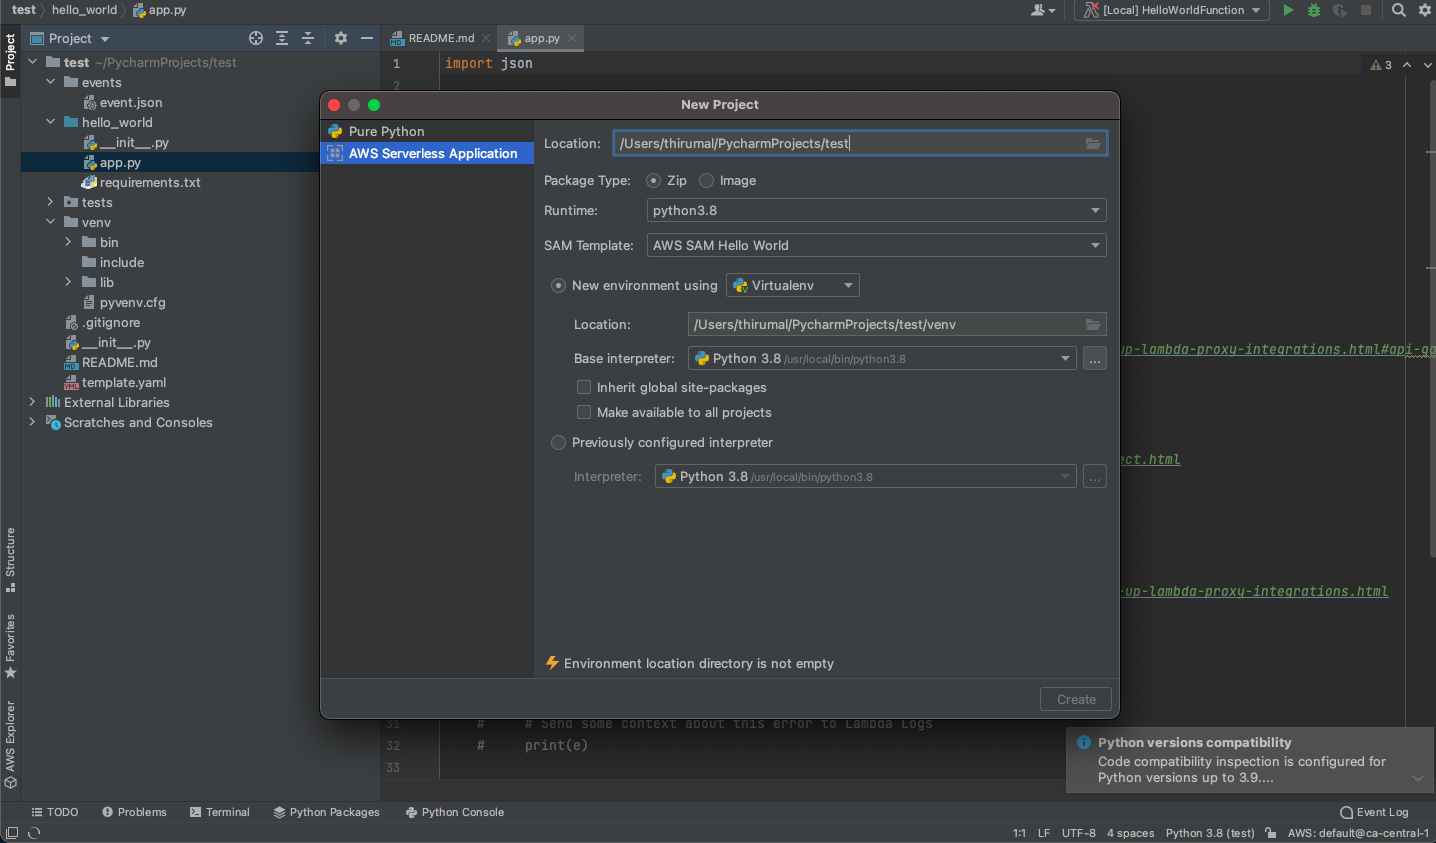 test
hello_world
app.py
[Local] HelloWorldFunction
Project
Project
README.md
app.py
test ~/PycharmProjects/test
events
event.json
hello_world
__init__.py
app.py
requirements.txt
tests
venv
bin
include
lib
pyvenv.cfg
.gitignore
__init__.py
README.md
template.yaml
External Libraries
Scratches and Consoles
Structure
Favorites
AWS Explorer
1
import json
3
2
New Project
Pure Python
AWS Serverless Application
Location:
/Users/thirumal/PycharmProjects/test
Package Type:
Zip
Image
Runtime:
python3.8
SAM Template:
AWS SAM Hello World
New environment using
Virtualenv
Location:
/Users/thirumal/PycharmProjects/test/venv
Base interpreter:
Python 3.8 /usr/local/bin/python3.8
...
Inherit global site-packages
Make available to all projects
Previously configured interpreter
Interpreter:
Python 3.8 /usr/local/bin/python3.8
...
Environment location directory is not empty
Create
up-lambda-proxy-integrations.html#api-ga
ect.html
-up-lambda-proxy-integrations.html
31 # # Send some context about this error to Lambda Logs
32 # print(e)
33
Python versions compatibility
Code compatibility inspection is configured for
Python versions up to 3.9....
TODO
Problems
Terminal
Python Packages
Python Console
Event Log
1:1
LF
UTF-8
4 spaces
Python 3.8 (test)
AWS: default@ca-central-1